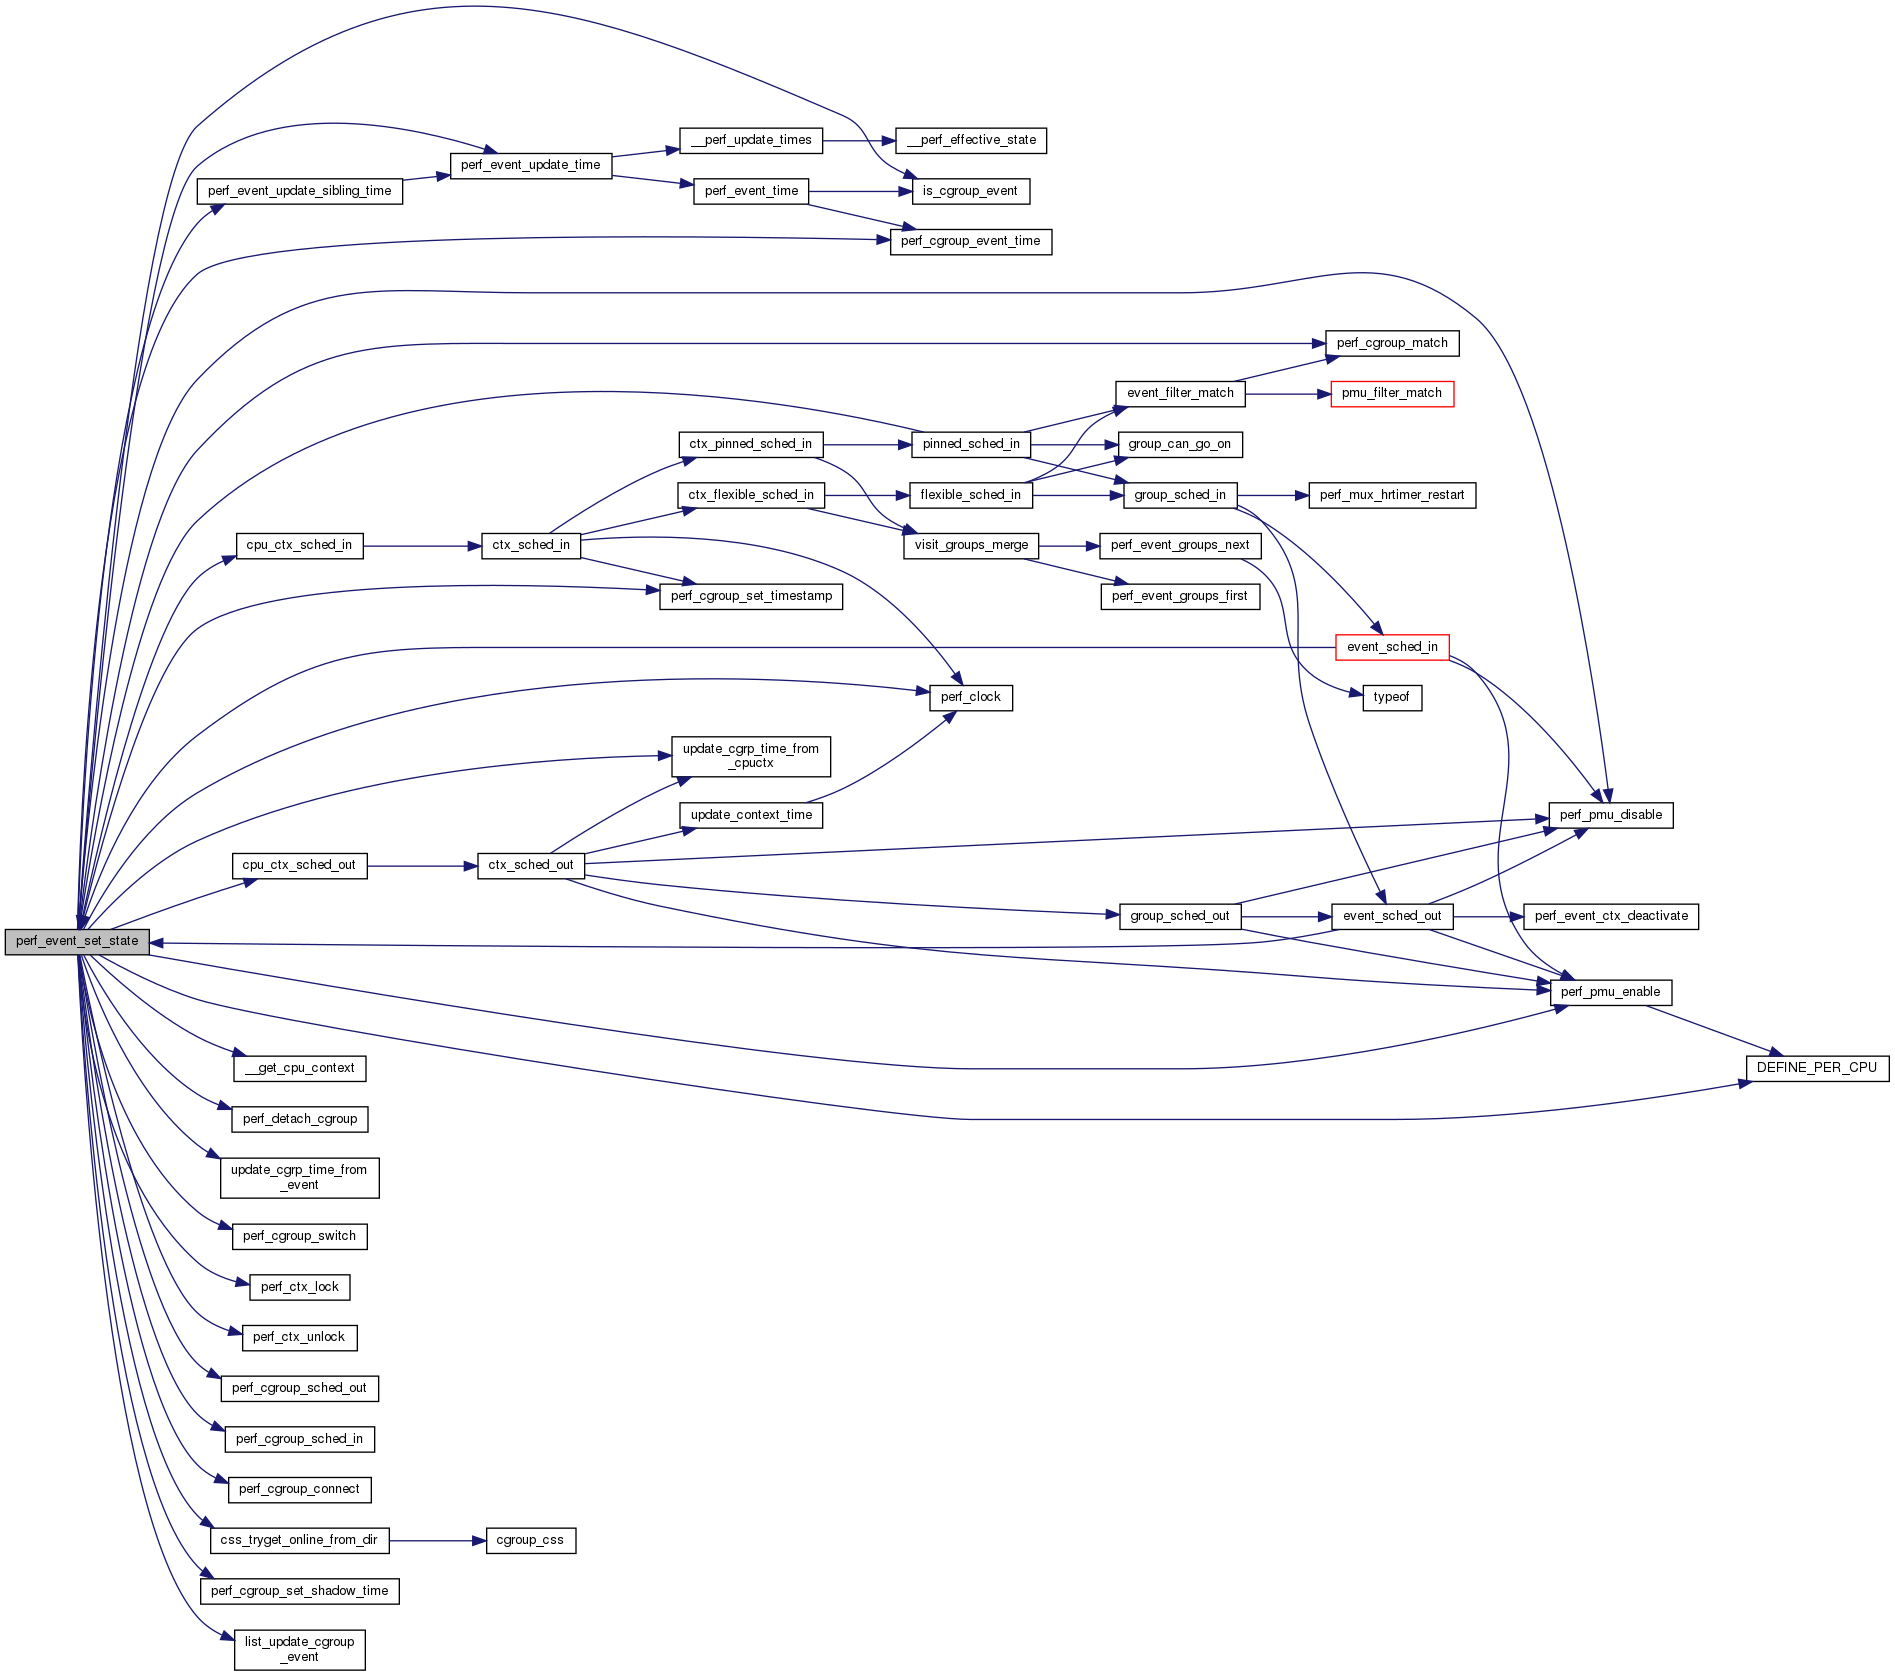 __perf_update_times
__perf_effective_state
perf_event_update_time
perf_event_update_sibling_time
perf_event_time
is_cgroup_event
perf_cgroup_event_time
perf_cgroup_match
event_filter_match
pmu_filter_match
ctx_pinned_sched_in
pinned_sched_in
group_can_go_on
ctx_flexible_sched_in
flexible_sched_in
group_sched_in
perf_mux_hrtimer_restart
cpu_ctx_sched_in
ctx_sched_in
visit_groups_merge
perf_event_groups_next
perf_cgroup_set_timestamp
perf_event_groups_first
event_sched_in
perf_clock
typeof
update_cgrp_time_from
_cpuctx
update_context_time
perf_pmu_disable
cpu_ctx_sched_out
ctx_sched_out
group_sched_out
event_sched_out
perf_event_ctx_deactivate
perf_event_set_state
perf_pmu_enable
__get_cpu_context
DEFINE_PER_CPU
perf_detach_cgroup
update_cgrp_time_from
_event
perf_cgroup_switch
perf_ctx_lock
perf_ctx_unlock
perf_cgroup_sched_out
perf_cgroup_sched_in
perf_cgroup_connect
css_tryget_online_from_dir
cgroup_css
perf_cgroup_set_shadow_time
list_update_cgroup
_event